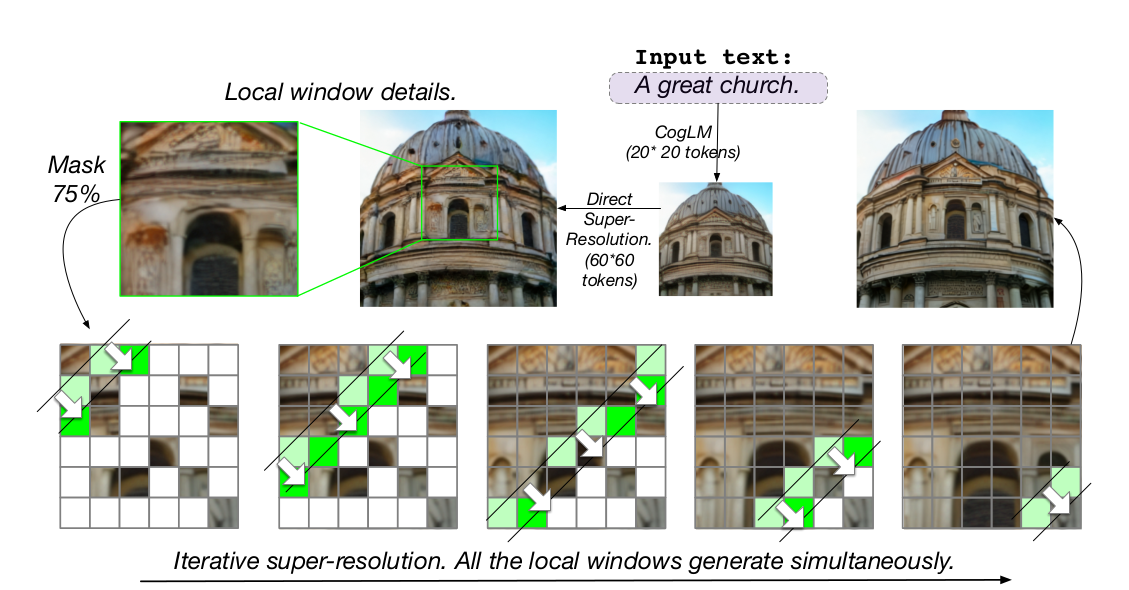 Input text:
A great church.
Local window details.
CogLM
(20* 20 tokens)
Mask
75%
Direct
Super-
Resolution.
(60*60
tokens)
Iterative super-resolution. All the local windows generate simultaneously.